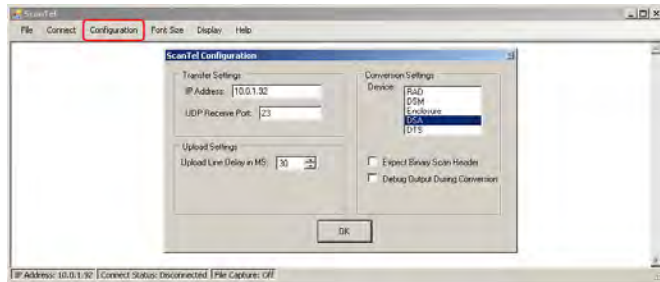 ScanTel
File Connect Configuration Font Size Display Help
ScanTel Configuration
Transfer Settings
IP Address: 10.0.1.92
UDP Receive Port: 23
Upload Settings
Upload Line Delay in MS: 30
Conversion Settings
Device:
RAD
DSM
Enclosure
DSA
DTS
Expect Binary Scan Header
Debug Output During Conversion
OK
IP Address: 10.0.1.92 Connect Status: Disconnected File Capture: Off